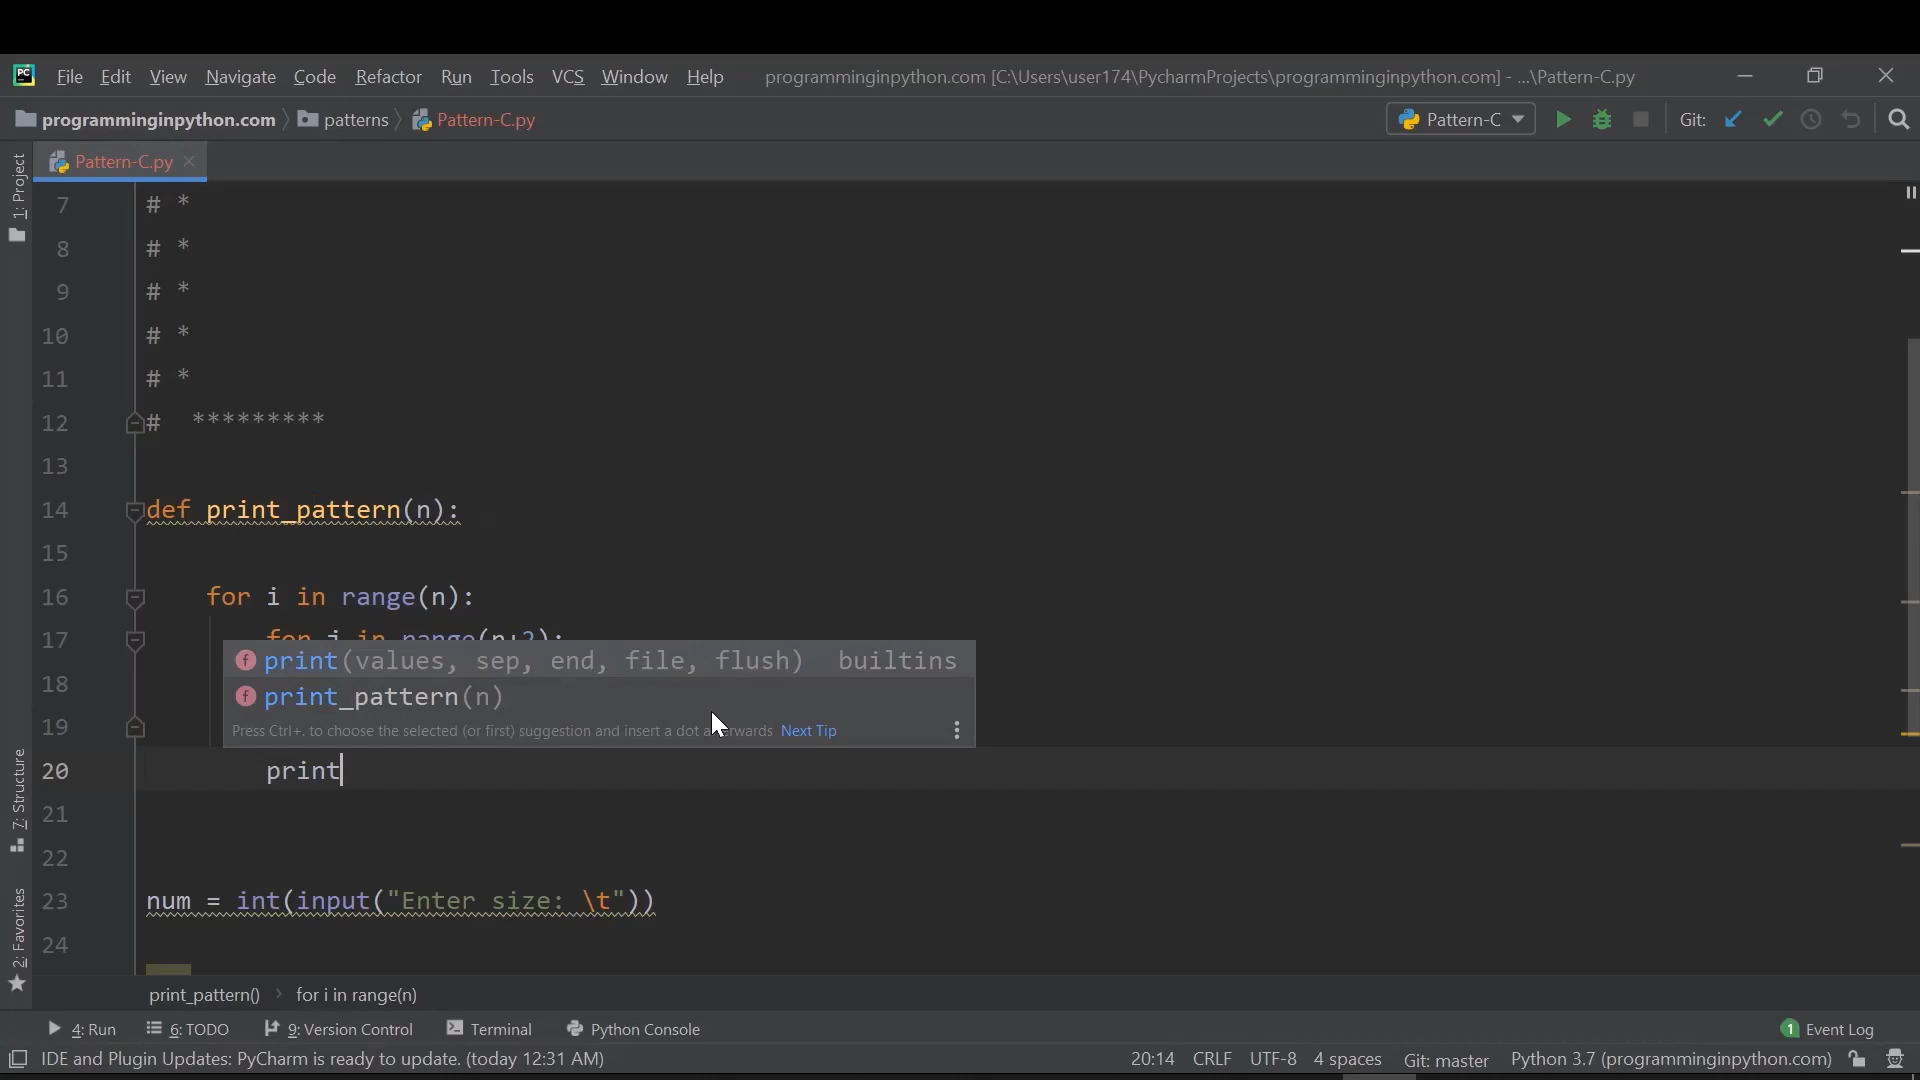 PC File Edit View Navigate Code Refactor Run Tools VCS Window Help programminginpython.com [C:\Users\user174\PycharmProjects\programminginpython.com] - ...\Pattern-C.py
programminginpython.com patterns Pattern-C.py Pattern-C Git:
Pattern-C.py
1: Project
7 # *
8 # *
9 # *
10 # *
11 # *
12 # *********
13
14 def print_pattern(n):
15
16 for i in range(n):
17 for j in range(n+2):
18 print(values, sep, end, file, flush) builtins
print_pattern(n)
19 Press Ctrl+. to choose the selected (or first) suggestion and insert a dot afterwards Next Tip
20 print
21
22
23 num = int(input("Enter size: \t"))
24
7: Structure
2: Favorites
print_pattern() for i in range(n)
4: Run 6: TODO 9: Version Control Terminal Python Console 1 Event Log
IDE and Plugin Updates: PyCharm is ready to update. (today 12:31 AM) 20:14 CRLF UTF-8 4 spaces Git: master Python 3.7 (programminginpython.com)